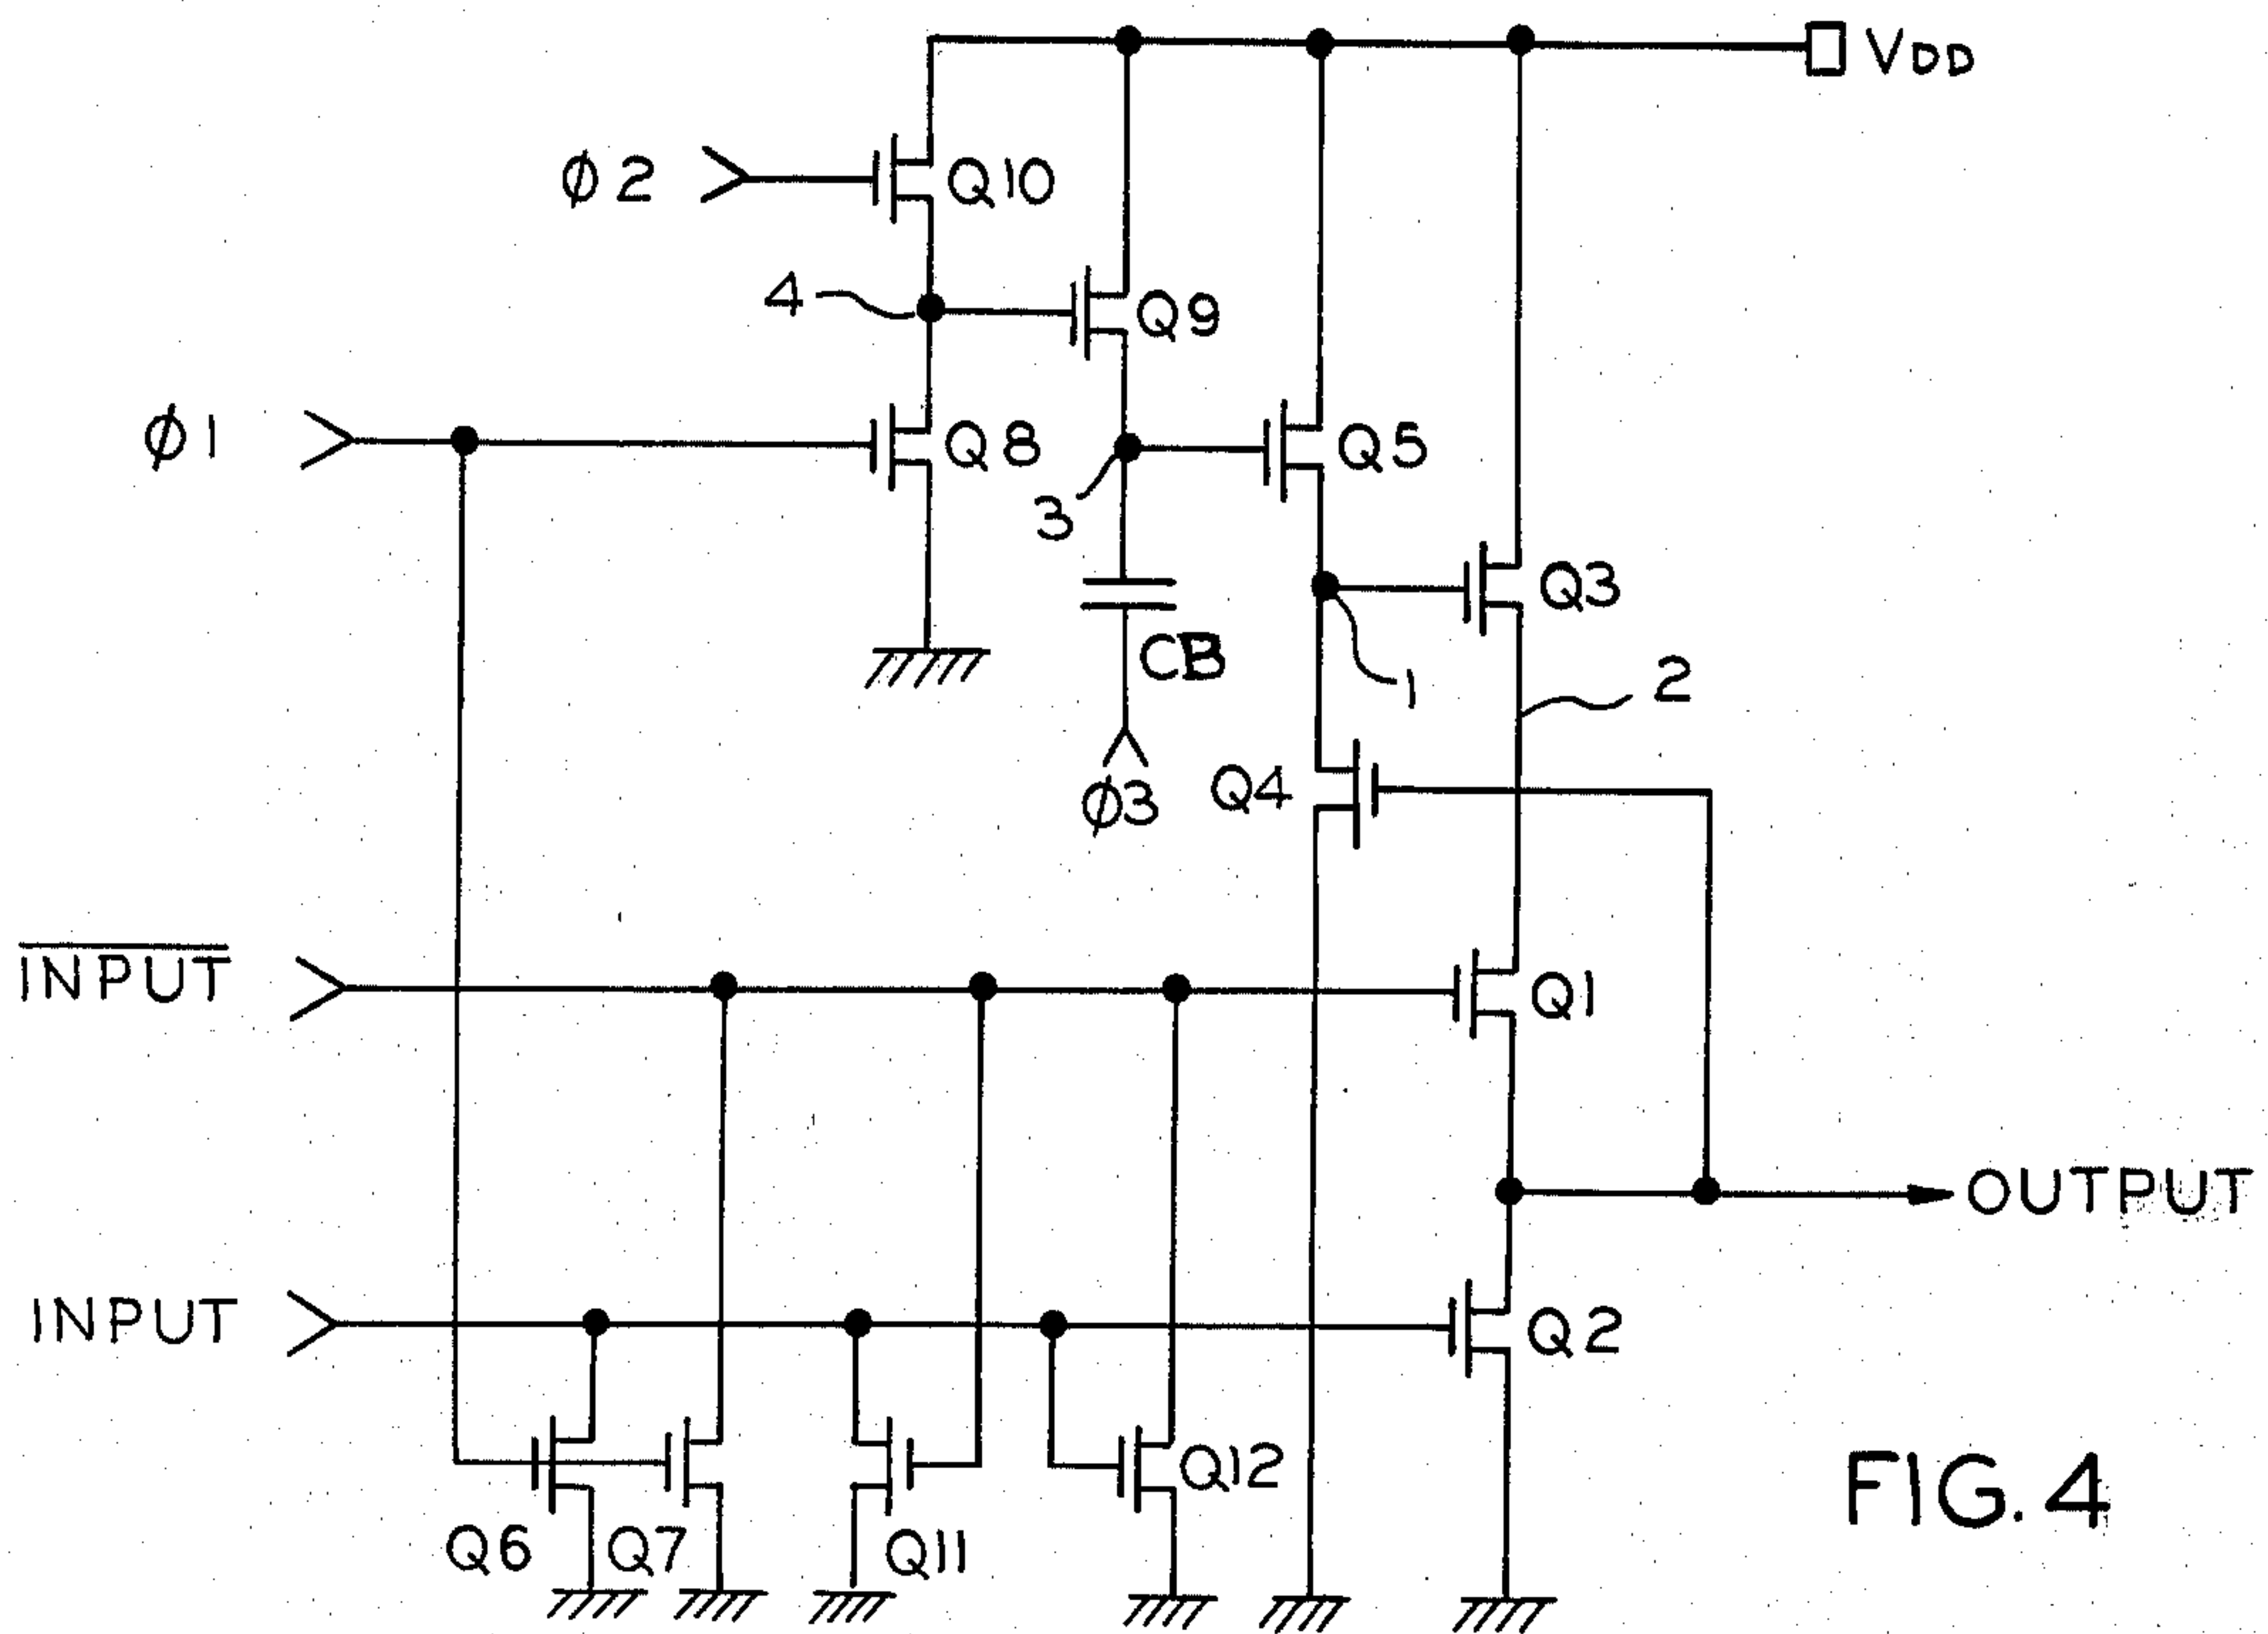 VDD
φ2
Q10
4
Q9
φ1
Q8
Q5
3
Q3
CB
1
2
Q4
φ3
INPUT
Q1
OUTPUT
INPUT
Q2
Q12
FIG. 4
Q6
Q7
Q11